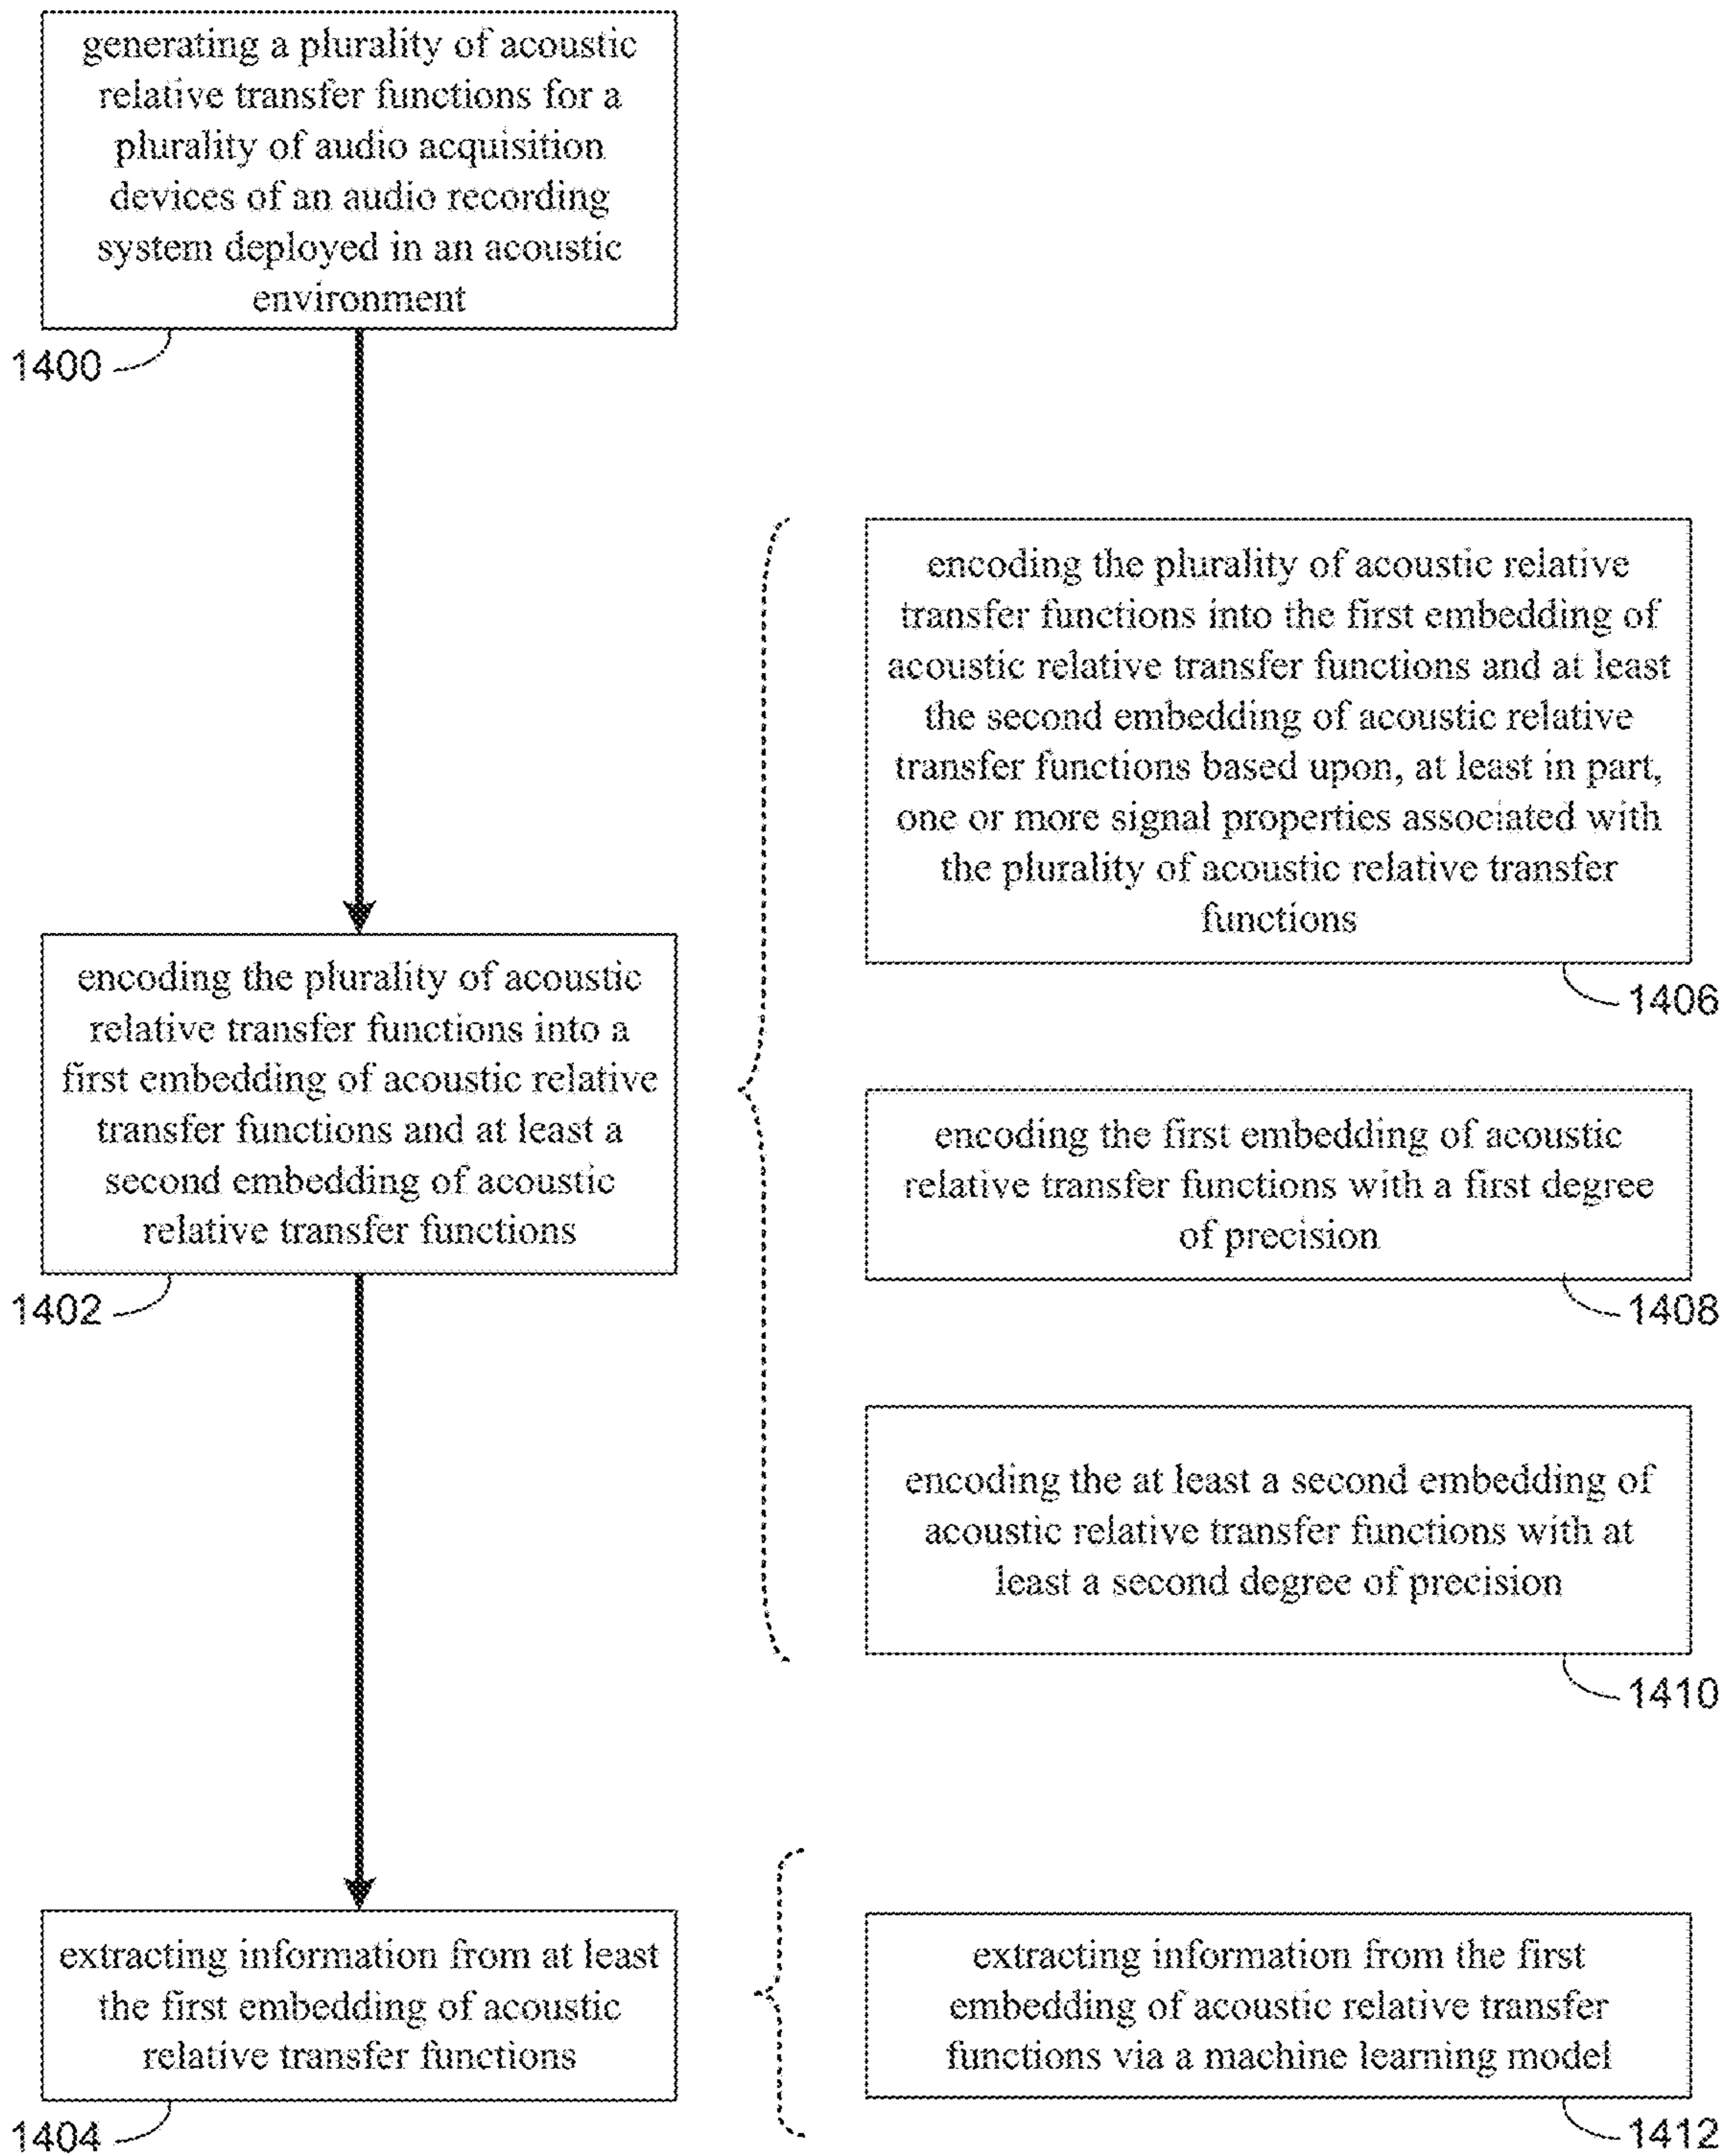 generating a plurality of acoustic
relative transfer functions for a
plurality of audio acquisition
devices of an audio recording
system deployed in an acoustic
environment
1400
encoding the plurality of acoustic
relative transfer functions into a
first embedding of acoustic relative
transfer functions and at least a
second embedding of acoustic
relative transfer functions
1402
encoding the plurality of acoustic relative
transfer functions into the first embedding of
acoustic relative transfer functions and at least
the second embedding of acoustic relative
transfer functions based upon, at least in part,
one or more signal properties associated with
the plurality of acoustic relative transfer
functions
1406
encoding the first embedding of acoustic
relative transfer functions with a first degree
of precision
1408
encoding the at least a second embedding of
acoustic relative transfer functions with at
least a second degree of precision
1410
extracting information from at least
the first embedding of acoustic
relative transfer functions
1404
extracting information from the first
embedding of acoustic relative transfer
functions via a machine learning model
1412